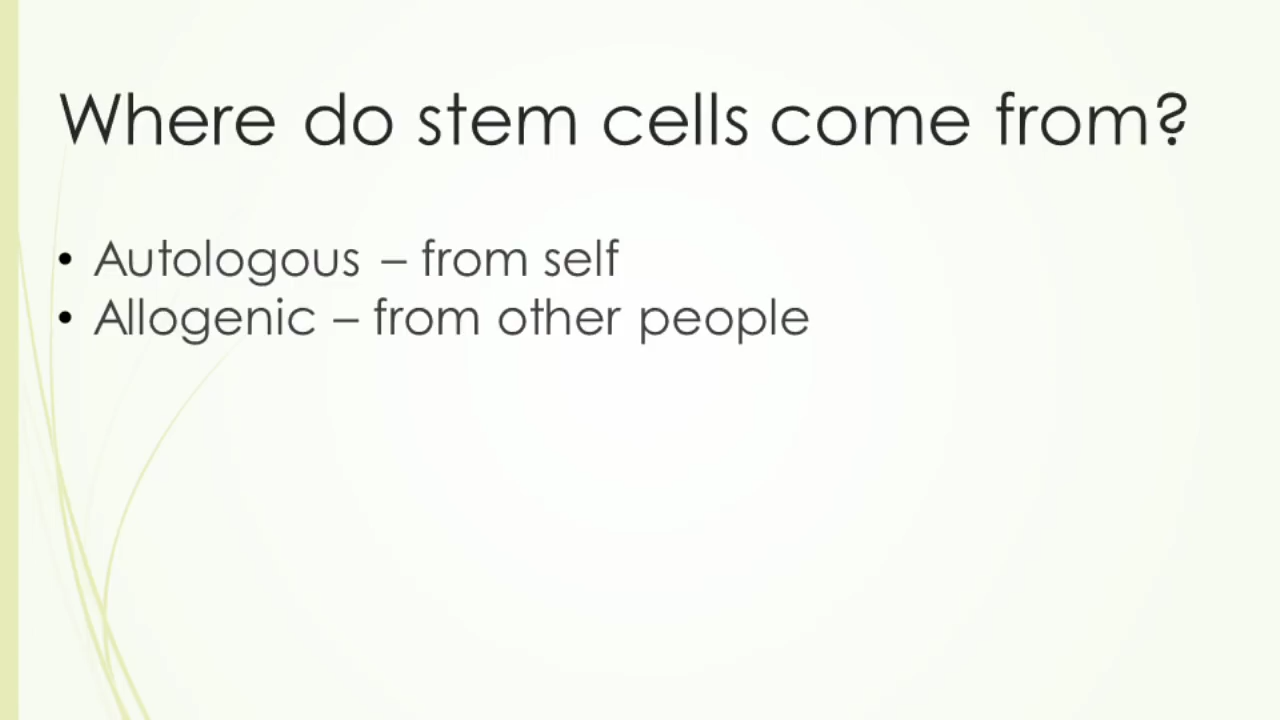 Where do stem cells come from?
• Autologous – from self
• Allogenic – from other people